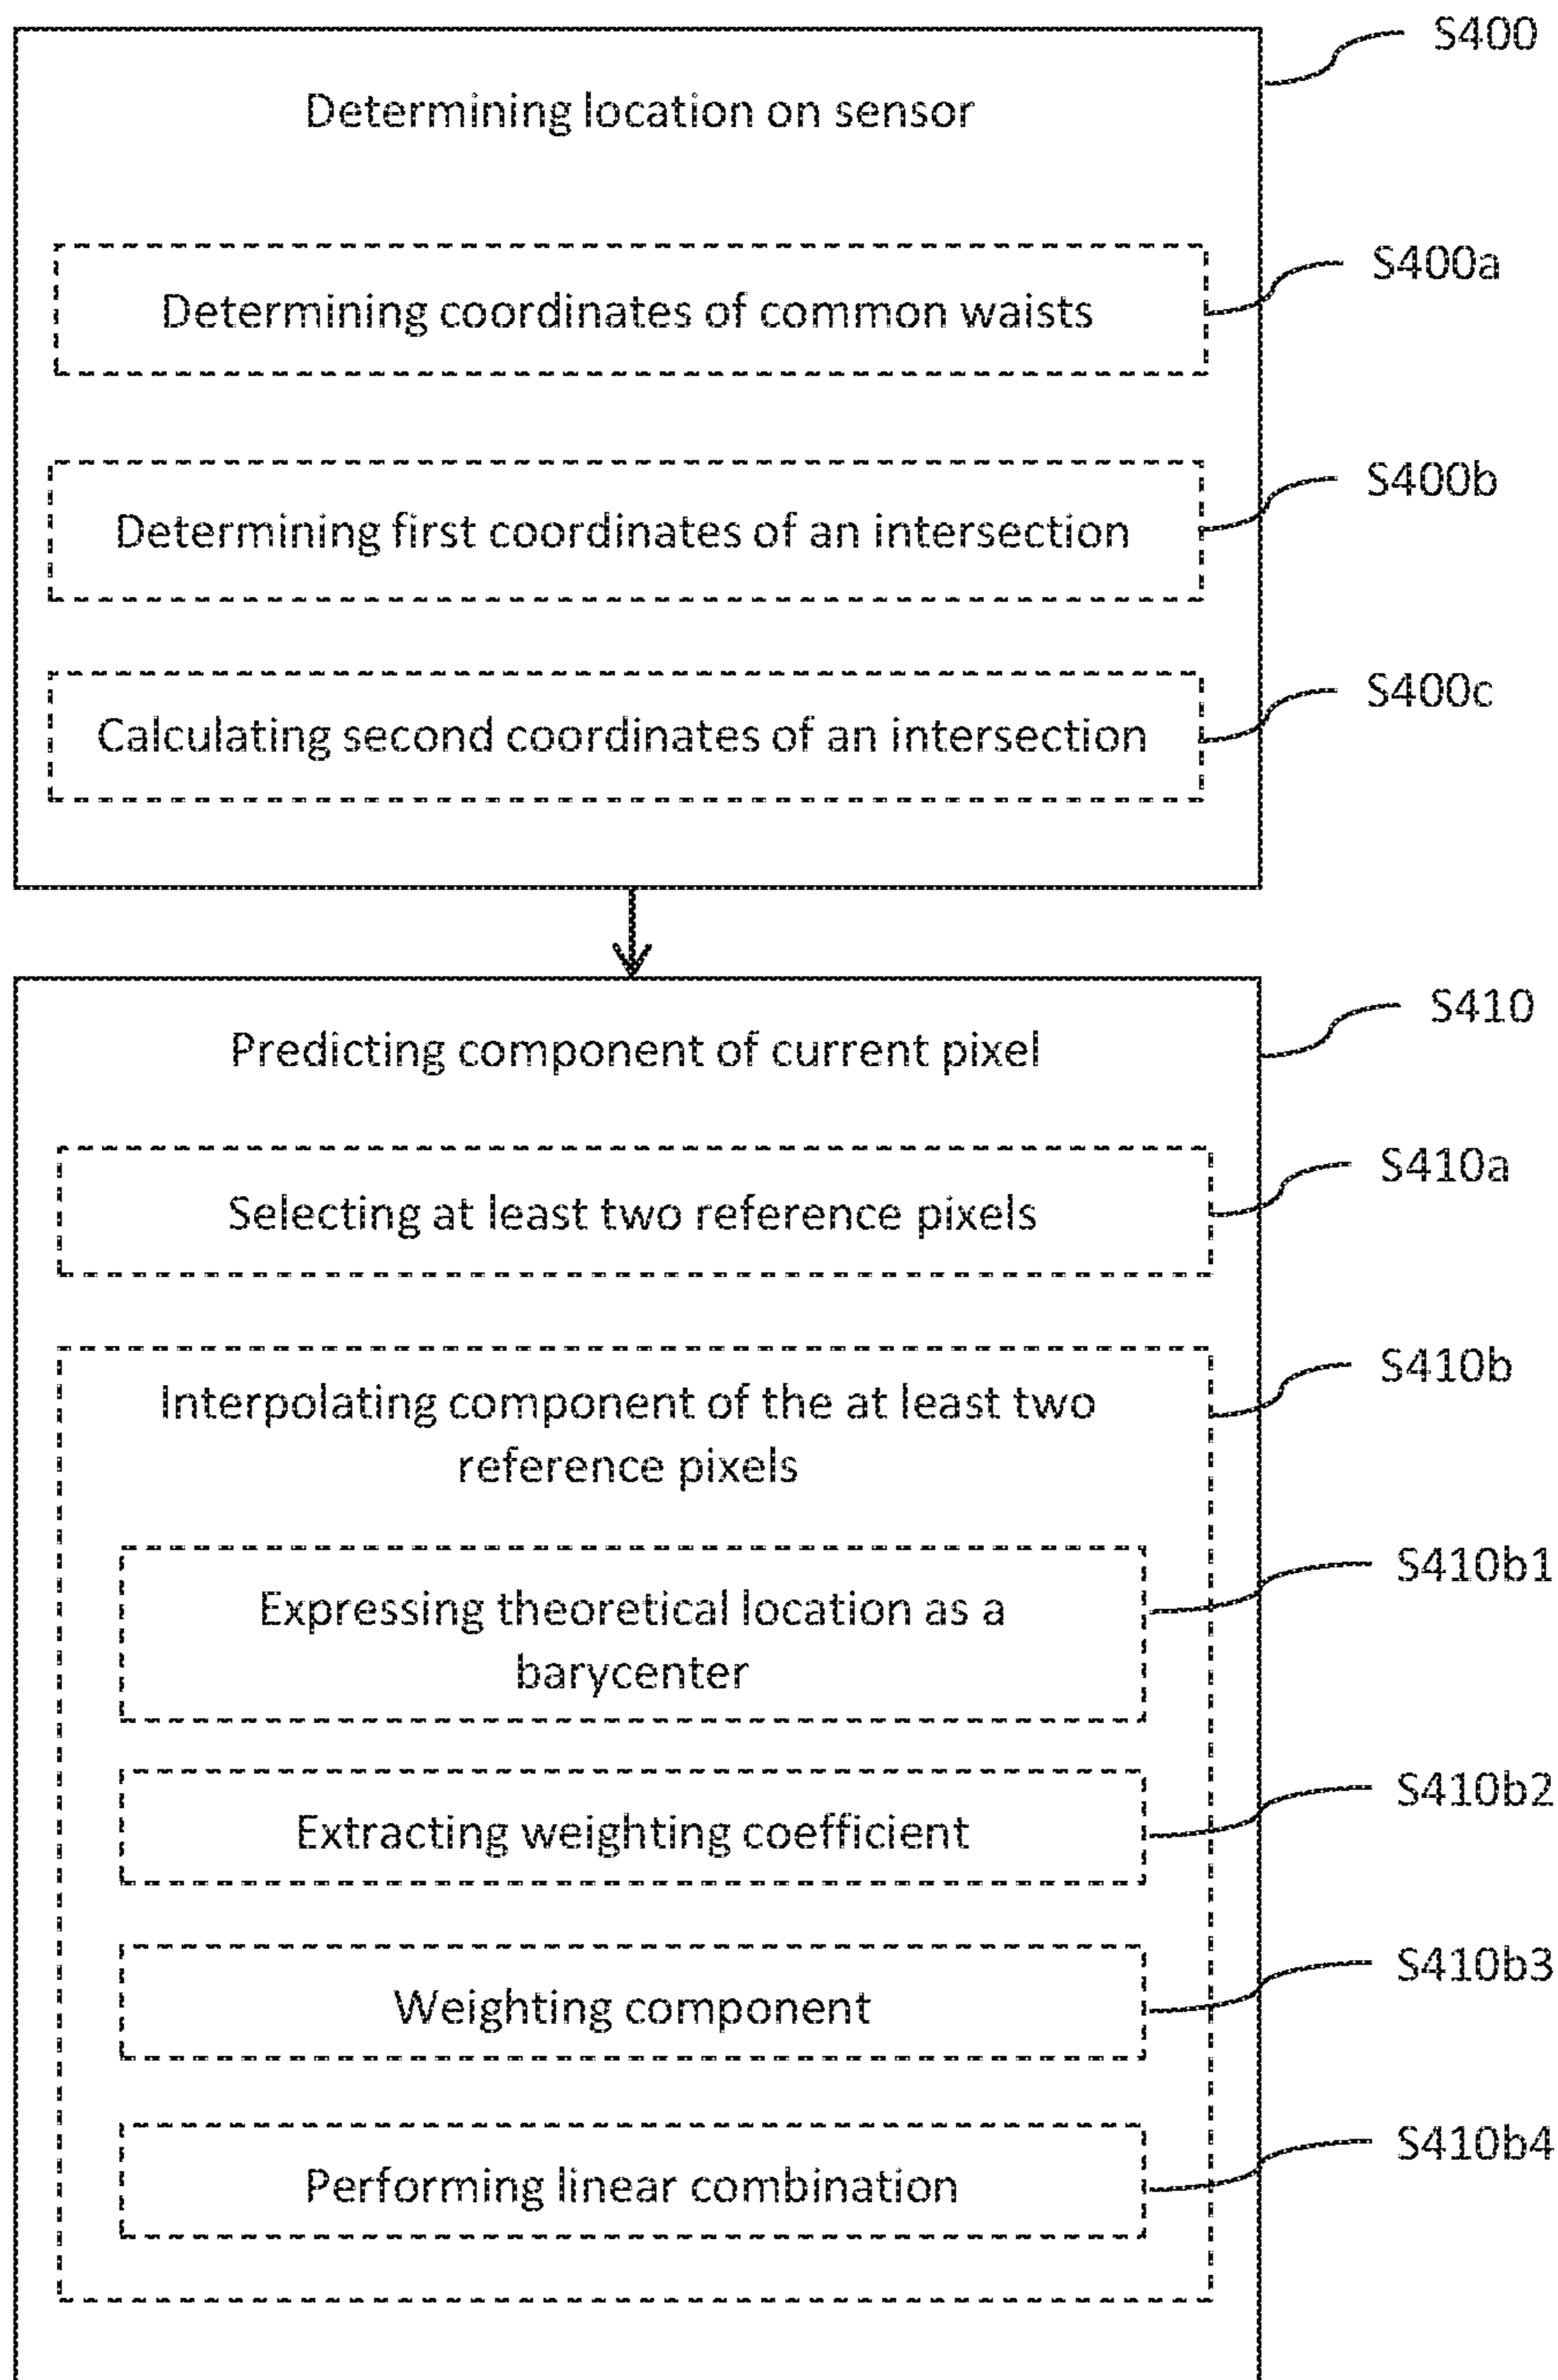 S400
Determining location on sensor
S400a
Determining coordinates of common waists
S400b
Determining first coordinates of an intersection
S400c
Calculating second coordinates of an intersection
S410
Predicting component of current pixel
S410a
Selecting at least two reference pixels
S410b
Interpolating component of the at least two
reference pixels
S410b1
Expressing theoretical location as a
barycenter
S410b2
Extracting weighting coefficient
S410b3
Weighting component
S410b4
Performing linear combination